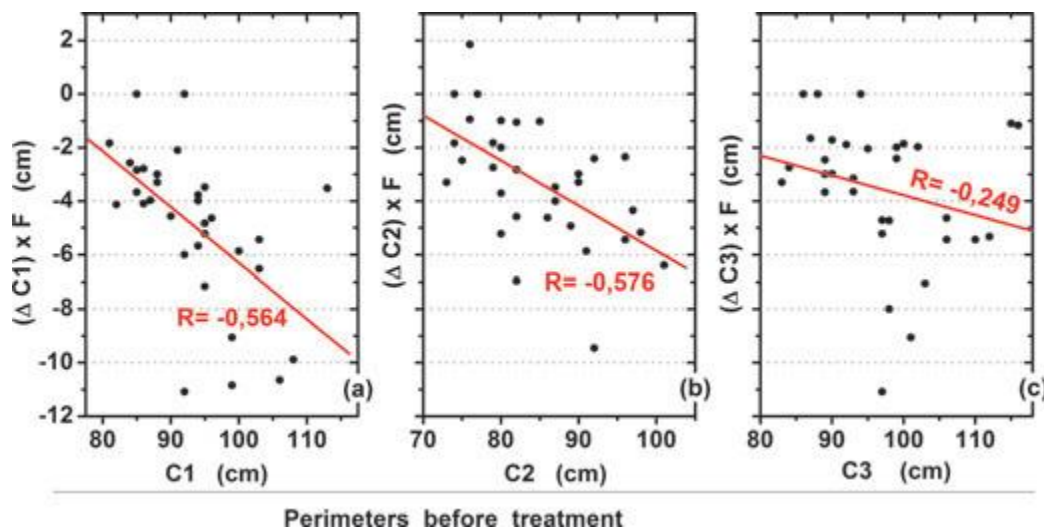 (Δ C1) x F (cm)
2
0
-2
-4
-6
-8
-10
-12
R= -0,564
(a)
80 90 100 110
C1 (cm)
(Δ C2) x F (cm)
R= -0,576
(b)
70 80 90 100
C2 (cm)
(Δ C3) x F (cm)
R= -0,249
(c)
80 90 100 110
C3 (cm)
Perimeters before treatment